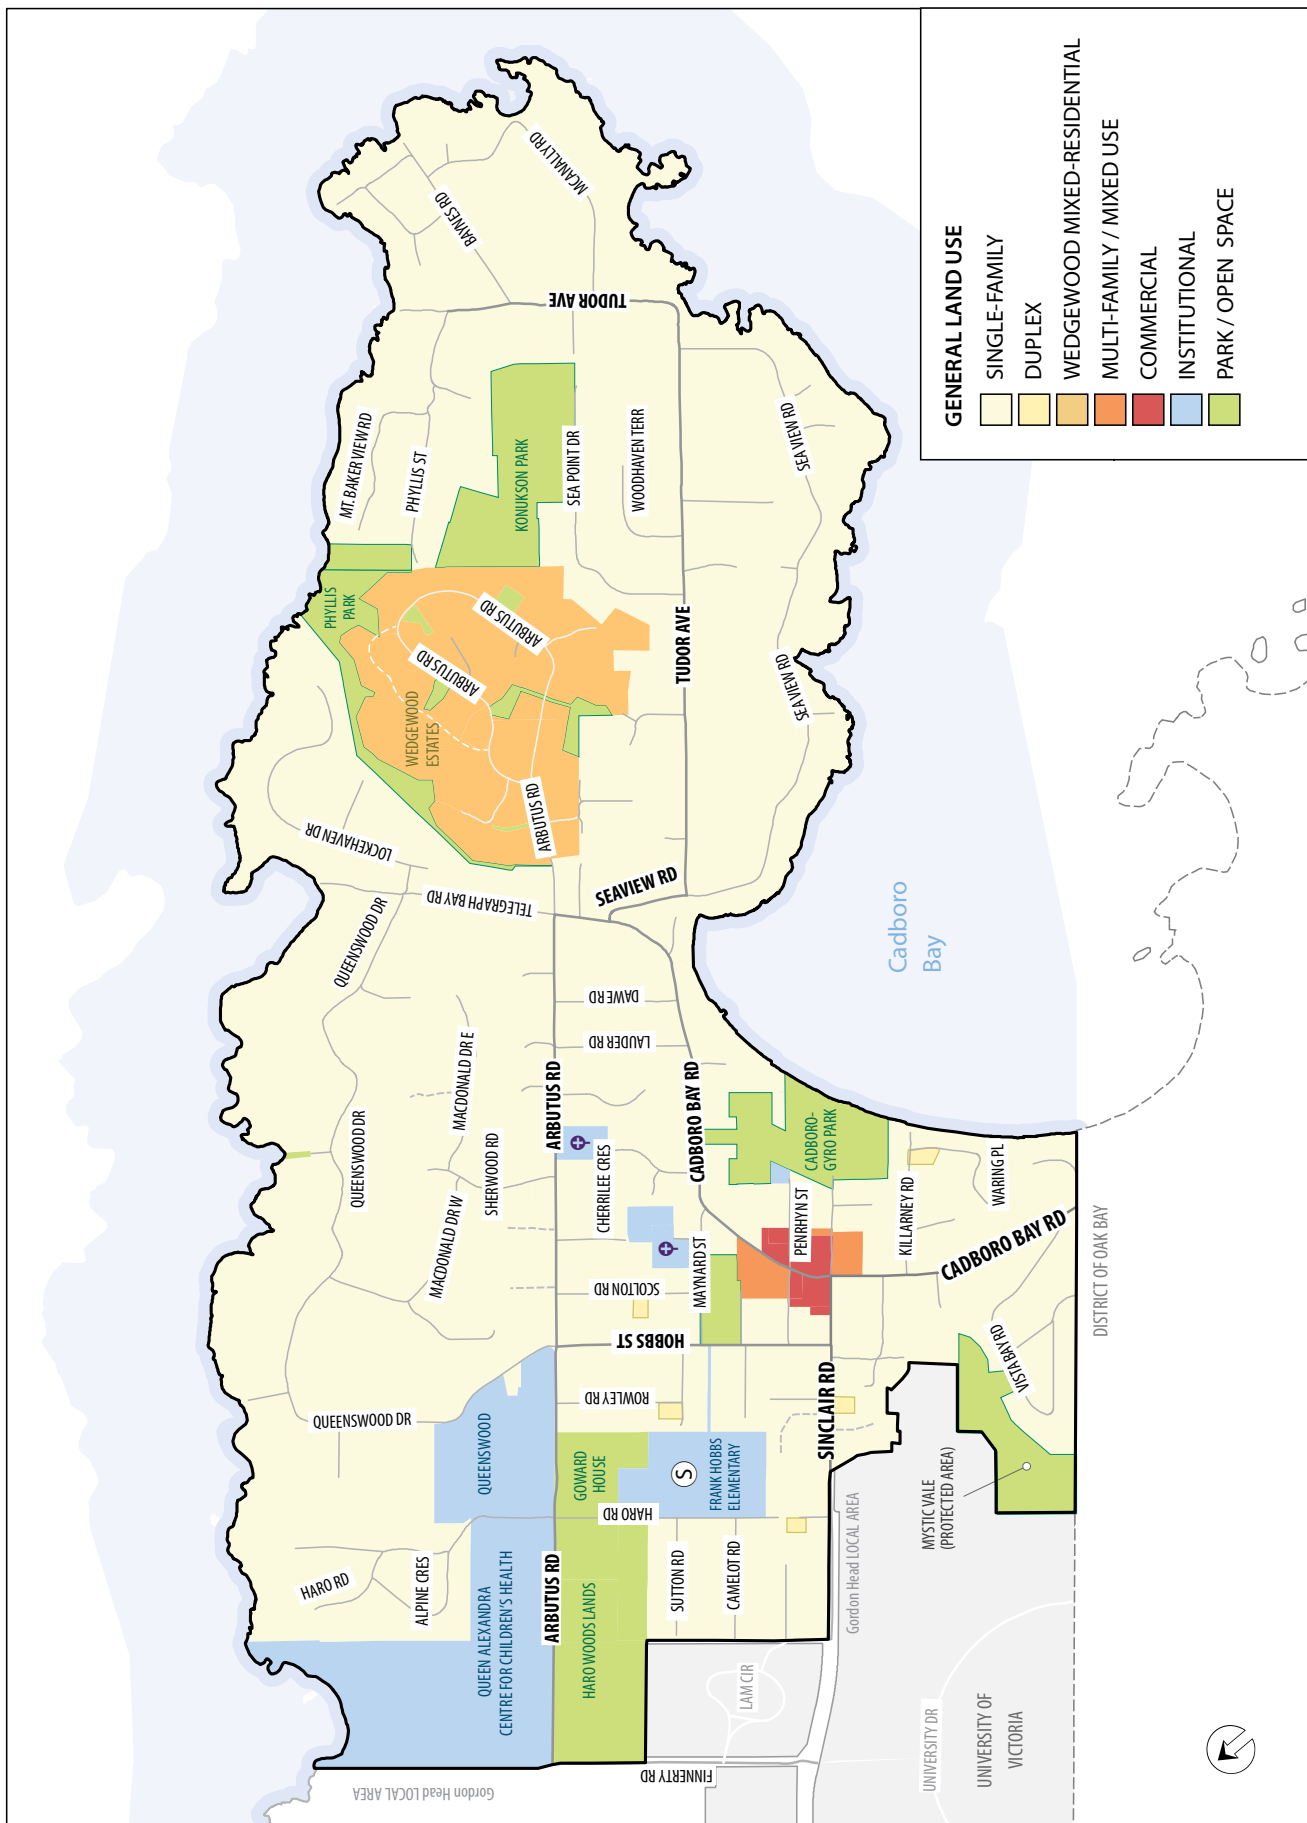 GENERAL LAND USE
SINGLE-FAMILY
DUPLEX
WEDGEWOOD MIXED-RESIDENTIAL
MULTI-FAMILY / MIXED USE
COMMERCIAL
INSTITUTIONAL
PARK / OPEN SPACE
MCANALLY RD
BAYNES RD
TUDOR AVE
MT. BAKER VIEW RD
PHYLLIS ST
KONUKSON PARK
SEA POINT DR
WOODHAVEN TERR
SEA VIEW RD
PHYLLIS
PARK
ARBUTUS RD
ARBUTUS RD
TUDOR AVE
SEA VIEW RD
WEDGEWOOD
ESTATES
ARBUTUS RD
LOCKEHAVEN DR
TELEGRAPH BAY RD
SEAVIEW RD
QUEENSWOOD DR
Cadboro
Bay
DAWE RD
LAUDER RD
MACDONALD DR E
ARBUTUS RD
CADBORO BAY RD
QUEENSWOOD DR
SHERWOOD RD
CHERRILEE CRES
CADBORO-
GYRO PARK
MACDONALD DR W
SCOLTON RD
MAYNARD ST
PENRHYN ST
KILLARNEY RD
WARING PL
CADBORO BAY RD
DISTRICT OF OAK BAY
HOBBS ST
VISTA BAY RD
QUEENSWOOD DR
QUEENSWOOD
ROWLEY RD
SINCLAIR RD
GOWARD
HOUSE
S
FRANK HOBBS
ELEMENTARY
HARO RD
MYSTIC VALE
(PROTECTED AREA)
Gordon Head LOCAL AREA
HARO RD
ALPINE CRES
QUEEN ALEXANDRA
CENTRE FOR CHILDREN'S HEALTH
ARBUTUS RD
HARO WOODS LANDS
SUTTON RD
CAMELOT RD
LAM CIR
FINNERTY RD
UNIVERSITY DR
UNIVERSITY OF
VICTORIA
Gordon Head LOCAL AREA